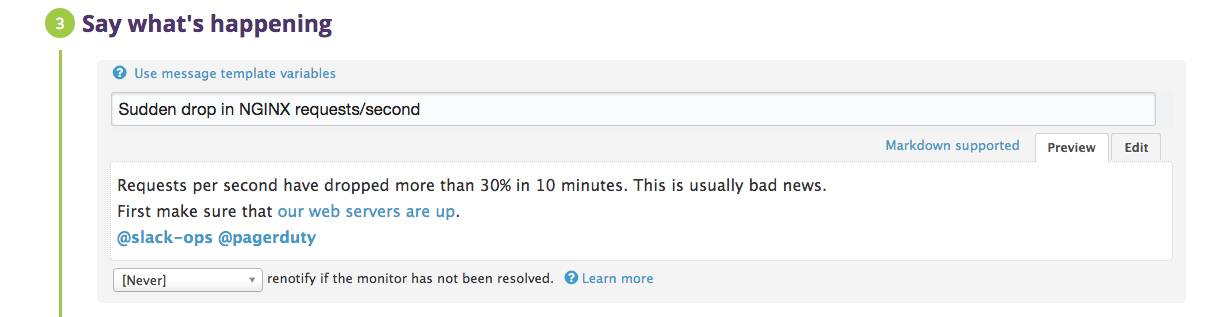 3 Say what's happening
? Use message template variables
Sudden drop in NGINX requests/second
Markdown supported Preview Edit
Requests per second have dropped more than 30% in 10 minutes. This is usually bad news.
First make sure that our web servers are up.
@slack-ops @pagerduty
[Never] renotify if the monitor has not been resolved. ? Learn more